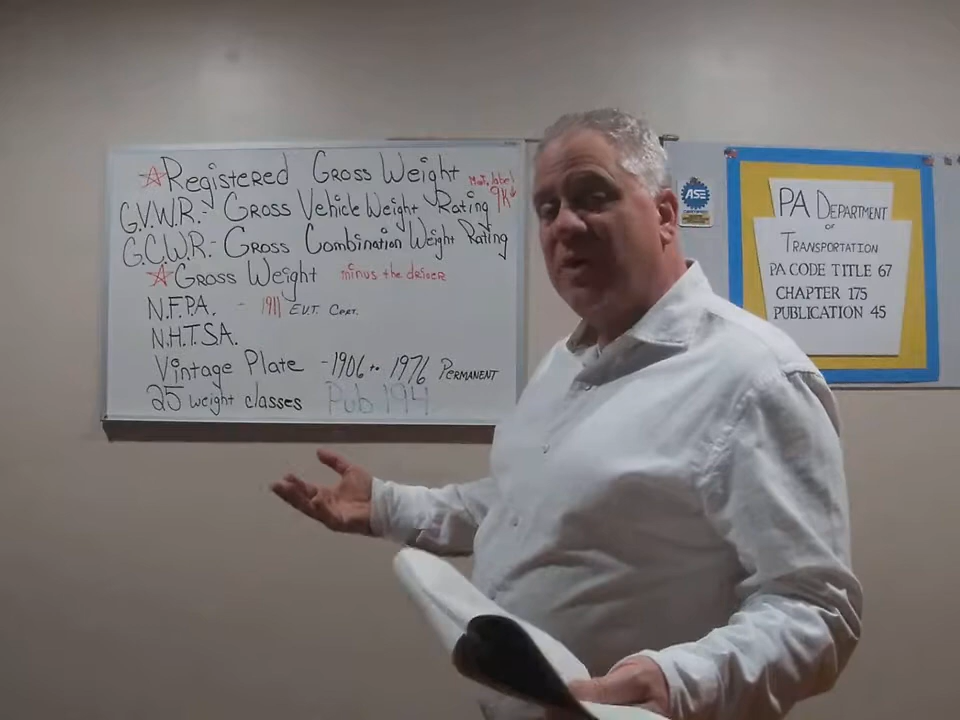 ☆Registered Gross Weight
Man. label
9K↓
G.V.W.R.- Gross Vehicle Weight Rating
G.C.W.R.- Gross Combination Weight Rating
☆Gross Weight minus the driver
N.F.P.A. - 1911 E.V.T. Cert.
N.H.T.S.A.
Vintage Plate - 1906 to 1976 Permanent
25 weight classes Pub 194
ASE
PA Department
of
Transportation
PA CODE TITLE 67
CHAPTER 175
PUBLICATION 45